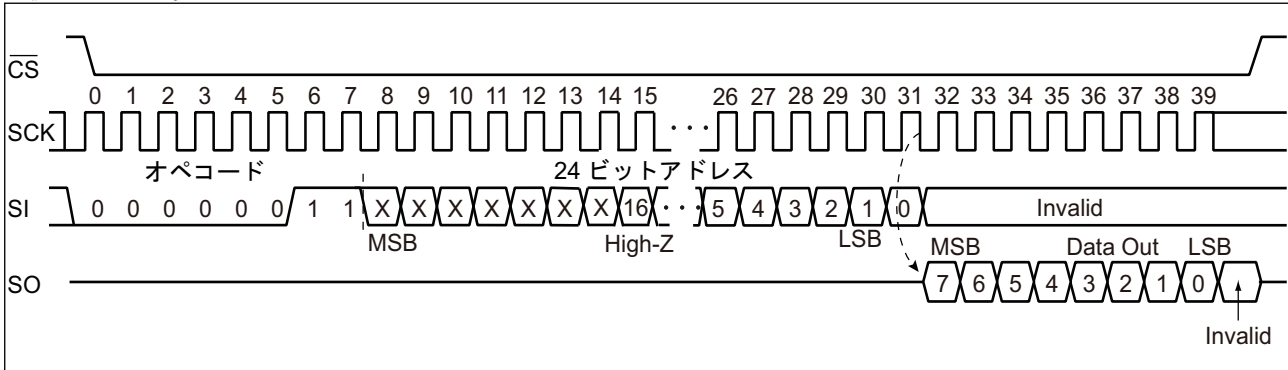 CS
0 1 2 3 4 5 6 7 8 9 10 11 12 13 14 15 26 27 28 29 30 31 32 33 34 35 36 37 38 39
SCK ···
オペコード 24 ビットアドレス
SI 0 0 0 0 0 0 1 1 X X X X X X X 16 ··· 5 4 3 2 1 0 Invalid
MSB High-Z LSB MSB Data Out LSB
SO 7 6 5 4 3 2 1 0
Invalid